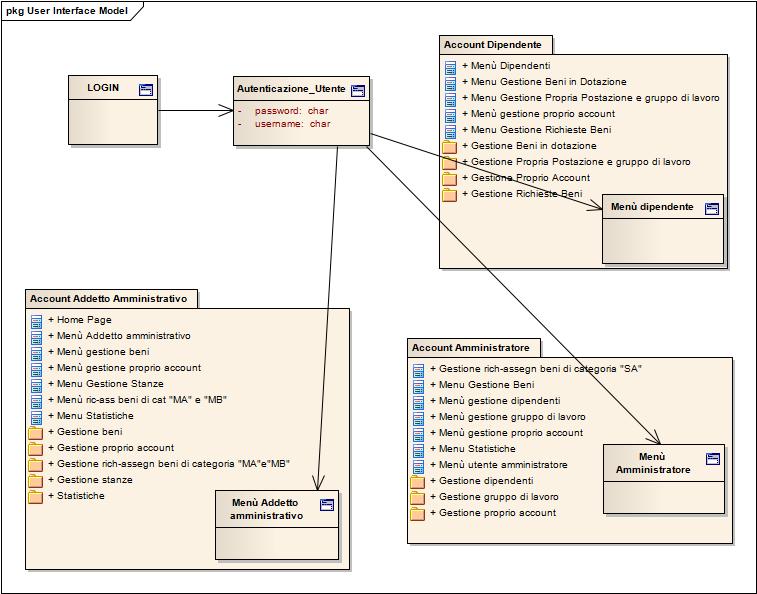 pkg User Interface Model
LOGIN
Autenticazione_Utente
- password: char
- username: char
Account Dipendente
+ Menù Dipendenti
+ Menu Gestione Beni in Dotazione
+ Menu Gestione Propria Postazione e gruppo di lavoro
+ Menù gestione proprio account
+ Menu Gestione Richieste Beni
+ Gestione Beni in dotazione
+ Gestione Propria Postazione e gruppo di lavoro
+ Gestione Proprio Account
+ Gestione Richieste Beni
Menù dipendente
Account Addetto Amministrativo
+ Home Page
+ Menù Addetto amministrativo
+ Menù gestione beni
+ Menù gestione proprio account
+ Menu Gestione Stanze
+ Menù ric-ass beni di cat "MA" e "MB"
+ Menu Statistiche
+ Gestione beni
+ Gestione proprio account
+ Gestione rich-assegn beni di categoria "MA"e"MB"
+ Gestione stanze
+ Statistiche
Menù Addetto
amministrativo
Account Amministratore
+ Gestione rich-assegn beni di categoria "SA"
+ Menu Gestione Beni
+ Menù gestione dipendenti
+ Menù gestione gruppo di lavoro
+ Menù gestione proprio account
+ Menu Statistiche
+ Menù utente amministratore
+ Gestione dipendenti
+ Gestione gruppo di lavoro
+ Gestione proprio account
Menù
Amministratore